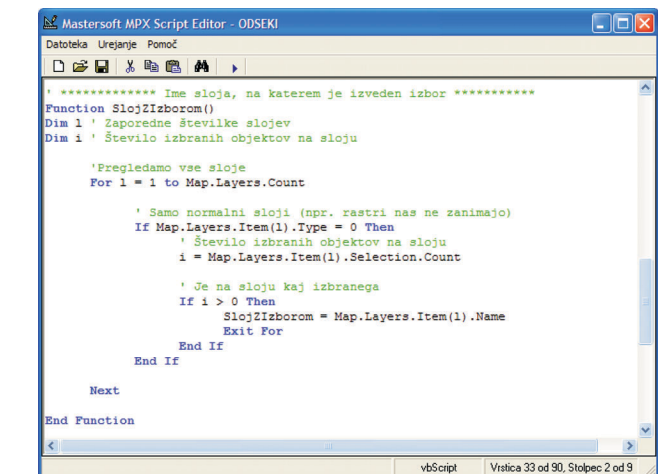 Mastersoft MPX Script Editor - ODSEKI
Datoteka Urejanje Pomoč
' ************* Ime sloja, na katerem je izveden izbor ***********
Function SlojZIzborom()
Dim l ' Zaporedne številke slojev
Dim i ' Število izbranih objektov na sloju
'Pregledamo vse sloje
For l = 1 to Map.Layers.Count
' Samo normalni sloji (npr. rastri nas ne zanimajo)
If Map.Layers.Item(l).Type = 0 Then
' Število izbranih objektov na sloju
i = Map.Layers.Item(l).Selection.Count
' Je na sloju kaj izbranega
If i > 0 Then
SlojZIzborom = Map.Layers.Item(l).Name
Exit For
End If
End If
Next
End Function
vbScript Vrstica 33 od 90, Stolpec 2 od 9